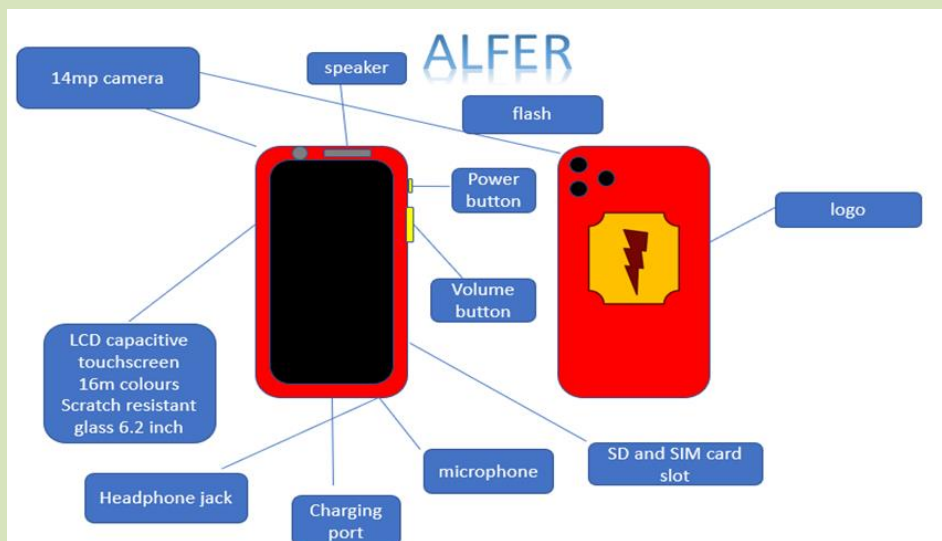 ALFER
14mp camera
speaker
flash
Power
button
logo
Volume
button
LCD capacitive
touchscreen
16m colours
Scratch resistant
glass 6.2 inch
SD and SIM card
slot
microphone
Headphone jack
Charging
port